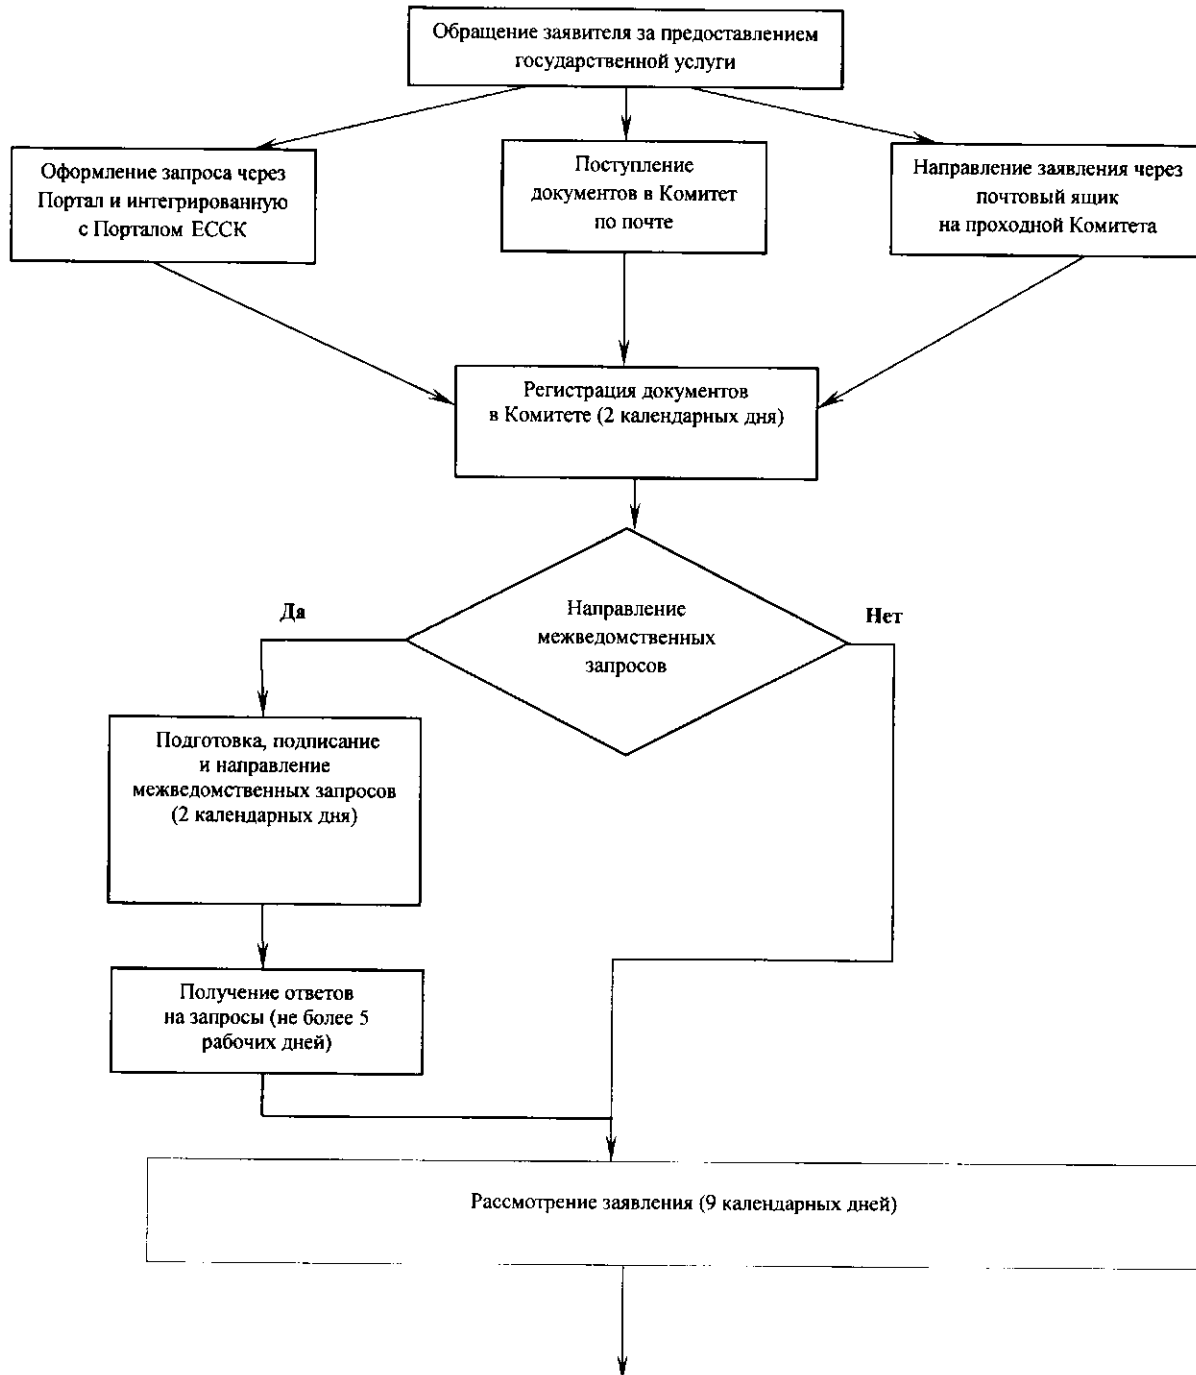 Обращение заявителя за предоставлением
государственной услуги
Оформление запроса через
Портал и интегрированную
с Порталом ЕССК
Поступление
документов в Комитет
по почте
Направление заявления через
почтовый ящик
на проходной Комитета
Регистрация документов
в Комитете (2 календарных дня)
Направление
межведомственных
запросов
Да
Нет
Подготовка, подписание
и направление
межведомственных запросов
(2 календарных дня)
Получение ответов
на запросы (не более 5
рабочих дней)
Рассмотрение заявления (9 календарных дней)